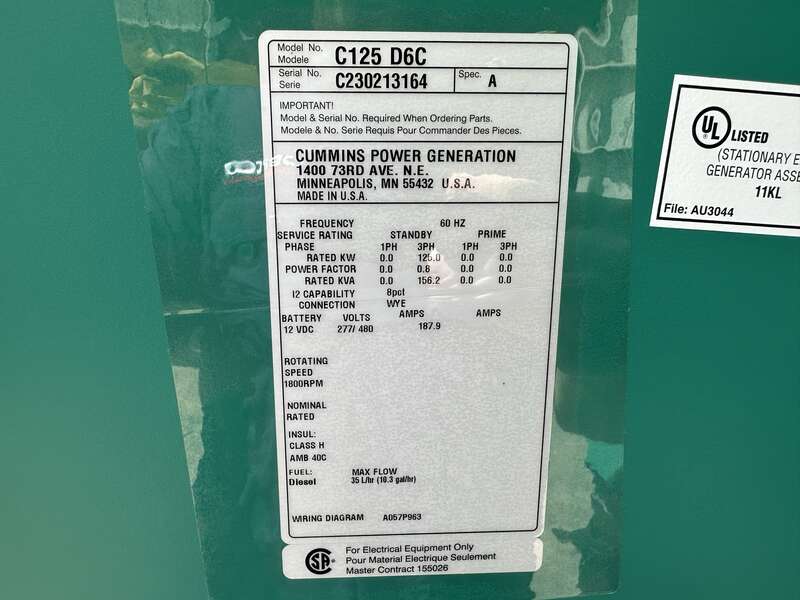 Model No. C125 D6C
Modele
Serial No. C230213164 Spec. A
Serie
IMPORTANT!
Model & Serial No. Required When Ordering Parts.
Modele & No. Serie Requis Pour Commander Des Pieces.
CUMMINS POWER GENERATION
1400 73RD AVE. N.E.
MINNEAPOLIS, MN 55432 U.S.A.
MADE IN U.S.A.
FREQUENCY 60 HZ
SERVICE RATING STANDBY PRIME
PHASE 1PH 3PH 1PH 3PH
RATED KW 0.0 125.0 0.0 0.0
POWER FACTOR 0.0 0.8 0.0 0.0
RATED KVA 0.0 156.2 0.0 0.0
I2 CAPABILITY 8pct
CONNECTION WYE
BATTERY VOLTS AMPS AMPS
12 VDC 277/ 480 187.9
ROTATING
SPEED
1800RPM
NOMINAL
RATED
INSUL:
CLASS H
AMB 40C
FUEL: MAX FLOW
Diesel 35 L/hr (10.3 gal/hr)
WIRING DIAGRAM A057P963
SA For Electrical Equipment Only
Pour Material Electrique Seulement
Master Contract 155026
UL LISTED
(STATIONARY E
GENERATOR ASSE
11KL
File: AU3044